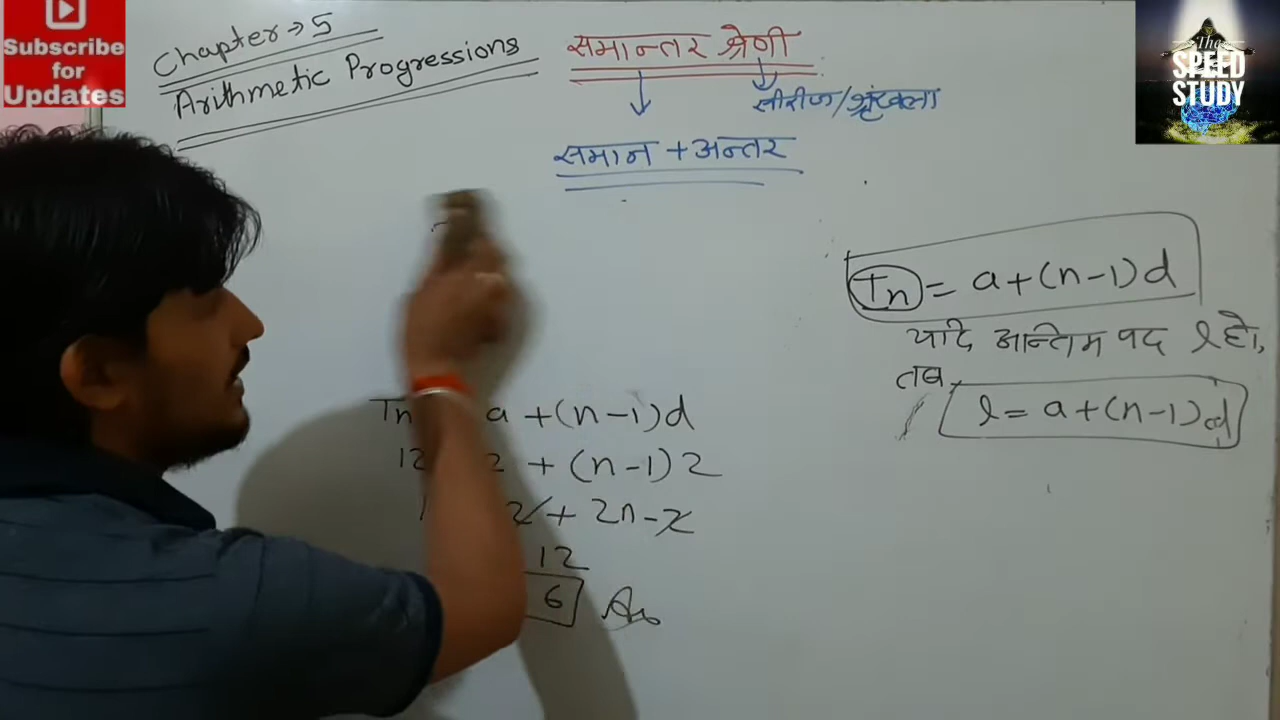 Subscribe
for
Updates
Chapter→5
Arithmetic Progressions
समान्तर श्रेणी
सीरीज/श्रृंखला
समान + अन्तर
The
SPEED
STUDY
Tn = a+(n-1)d
यदि अन्तिम पद l हो,
तब,
l = a+(n-1)d
Tn a +(n-1)d
12 2 + (n-1)2
2 + 2n - 2
12
6 Ans